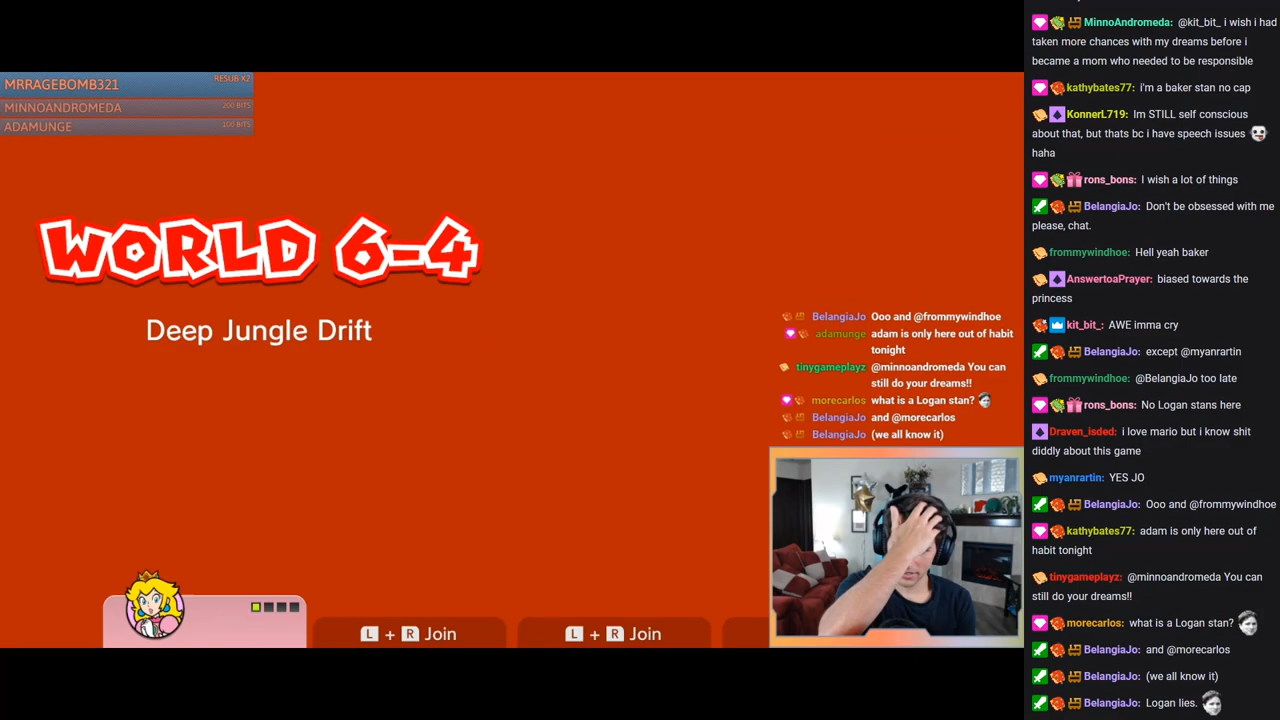 MRRAGEBOMB321 RESUB X2
MINNOANDROMEDA 200 BITS
ADAMUNGE 100 BITS
WORLD 6-4
Deep Jungle Drift
L + R Join
L + R Join
BelangiaJo Ooo and @frommywindhoe
adamunge adam is only here out of habit
tonight
tinygameplayz @minnoandromeda You can
still do your dreams!!
morecarlos what is a Logan stan?
BelangiaJo and @morecarlos
BelangiaJo (we all know it)
MinnoAndromeda: @kit_bit_ i wish i had
taken more chances with my dreams before i
became a mom who needed to be responsible
kathybates77: i'm a baker stan no cap
KonnerL719: Im STILL self conscious
about that, but thats bc i have speech issues
haha
rons_bons: I wish a lot of things
BelangiaJo: Don't be obsessed with me
please, chat.
frommywindhoe: Hell yeah baker
AnswertoaPrayer: biased towards the
princess
kit_bit_: AWE imma cry
BelangiaJo: except @myanrartin
frommywindhoe: @BelangiaJo too late
rons_bons: No Logan stans here
Draven_isded: i love mario but i know shit
diddly about this game
myanrartin: YES JO
BelangiaJo: Ooo and @frommywindhoe
kathybates77: adam is only here out of
habit tonight
tinygameplayz: @minnoandromeda You can
still do your dreams!!
morecarlos: what is a Logan stan?
BelangiaJo: and @morecarlos
BelangiaJo: (we all know it)
BelangiaJo: Logan lies.